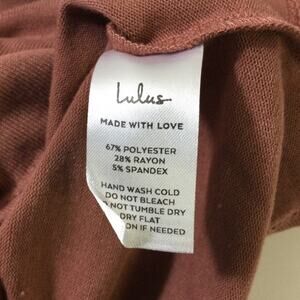 Lulus
MADE WITH LOVE
67% POLYESTER
28% RAYON
5% SPANDEX
HAND WASH COLD
DO NOT BLEACH
NOT TUMBLE DRY
DRY FLAT
IF NEEDED